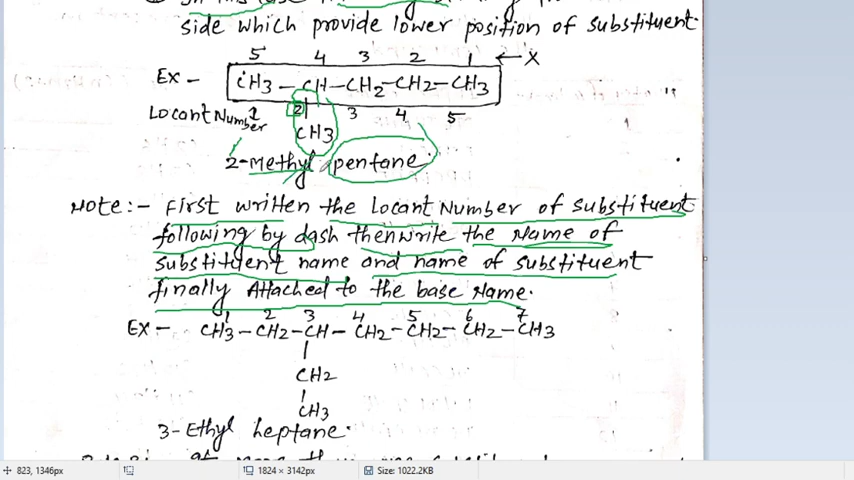 side which provide lower position of substituent
5 4 3 2 1 ← X
Ex - CH3 - CH - CH2 - CH2 - CH3
Locant Number 1 2 3 4 5
CH3
2-methyl pentane.
Note:- First written the Locant Number of substituent
following by dash then write the Name of
substituent name and name of substituent
finally Attached to the base Name.
1 2 3 4 5 6 7
Ex - CH3 - CH2 - CH - CH2 - CH2 - CH2 - CH3
CH2
CH3
3-Ethyl heptane.
823, 1346px
1824 × 3142px
Size: 1022.2KB